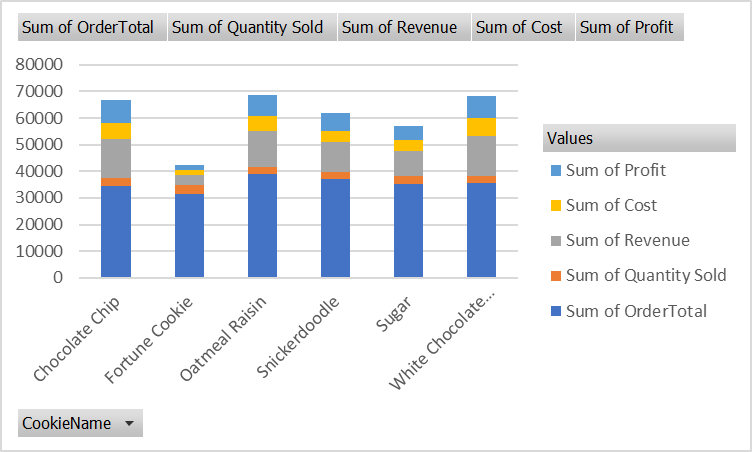 Sum of OrderTotal Sum of Quantity Sold Sum of Revenue Sum of Cost Sum of Profit
80000
70000
60000
50000
40000
30000
20000
10000
0
Chocolate Chip
Fortune Cookie
Oatmeal Raisin
Snickerdoodle
Sugar
White Chocolate...
Values
Sum of Profit
Sum of Cost
Sum of Revenue
Sum of Quantity Sold
Sum of OrderTotal
CookieName